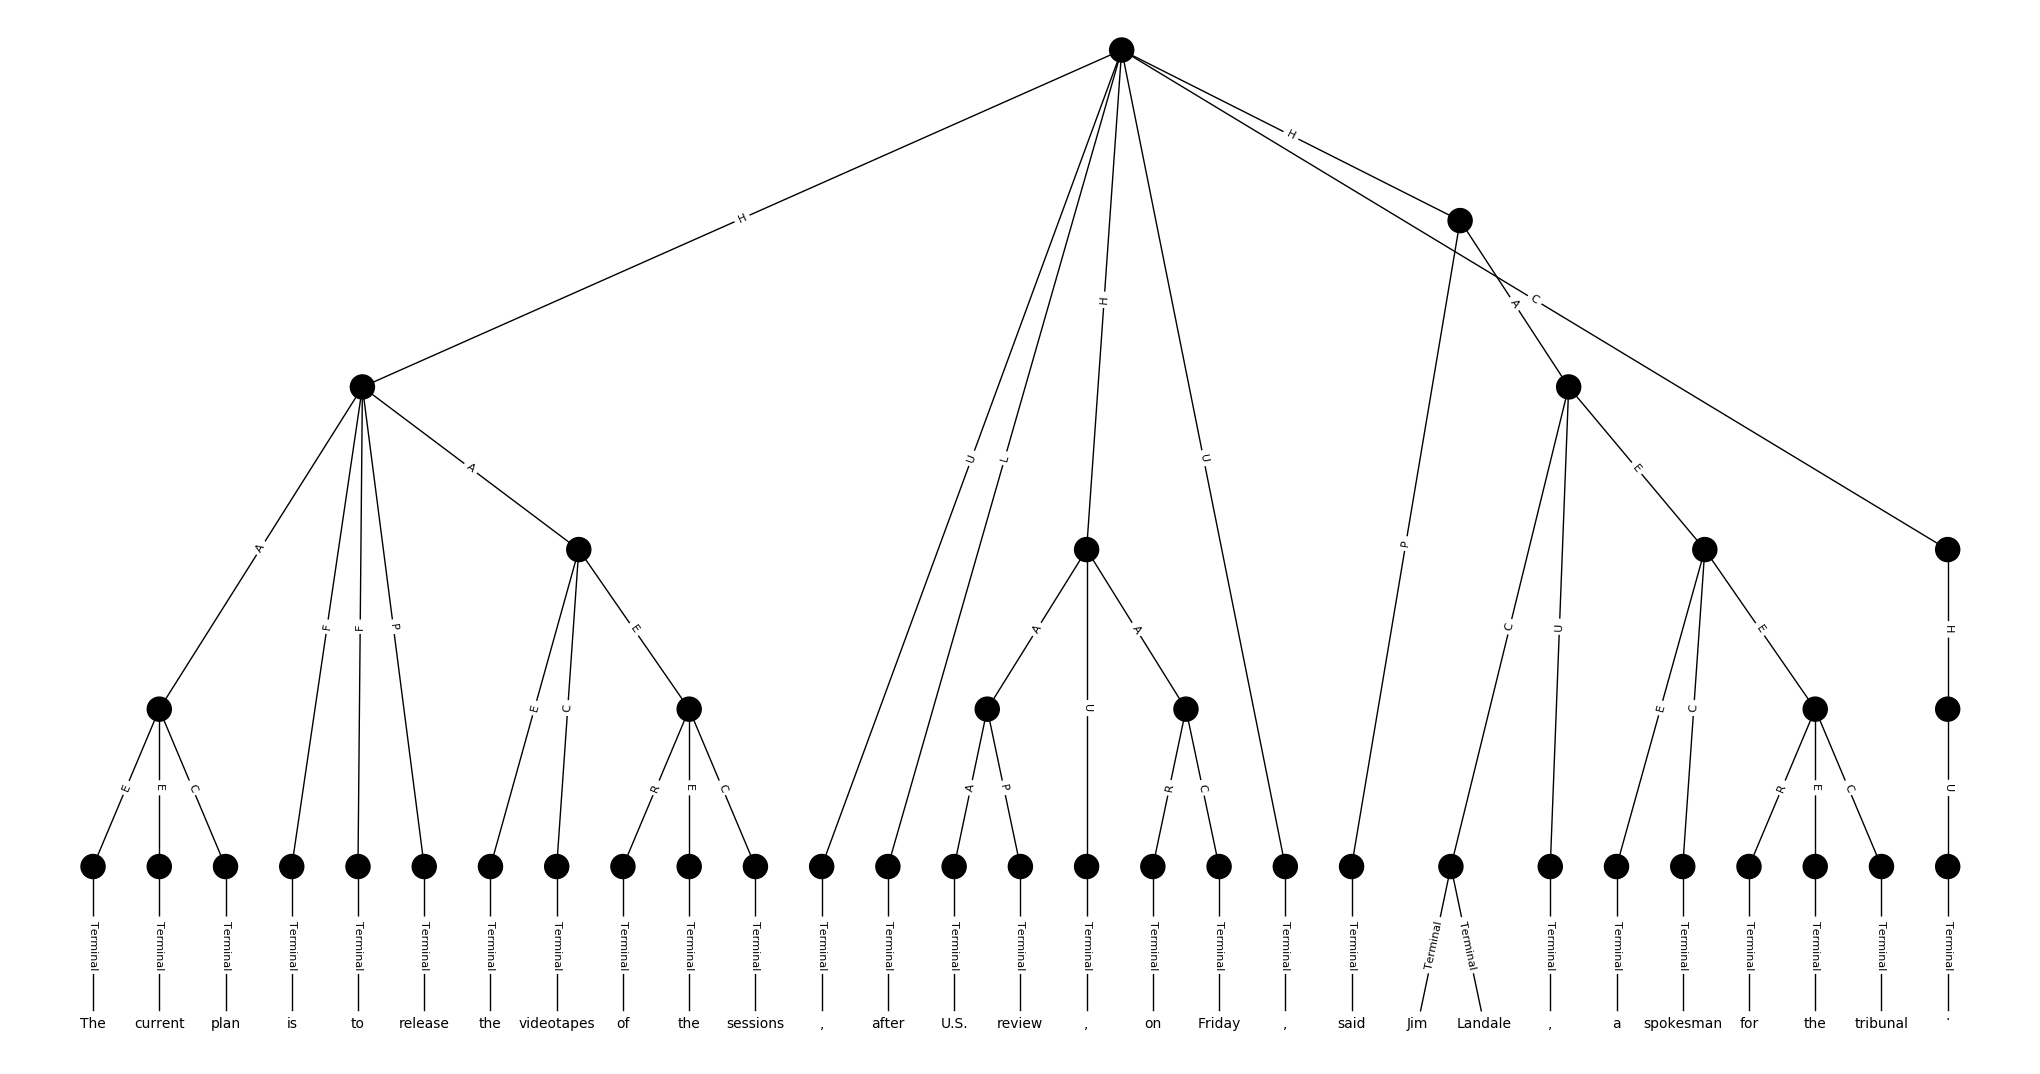 H
H
C
H
A
U
L
U
A
E
P
A
F
F
P
E
A
A
C
U
E
H
E
C
U
E
C
E
E
C
R
E
C
A
P
R
C
R
E
C
U
Terminal Terminal Terminal Terminal Terminal Terminal Terminal Terminal Terminal Terminal Terminal Terminal Terminal Terminal Terminal Terminal Terminal Terminal Terminal Terminal Terminal Terminal Terminal Terminal Terminal Terminal Terminal Terminal Terminal
The current plan is to release the videotapes of the sessions , after U.S. review , on Friday , said Jim Landale , a spokesman for the tribunal .